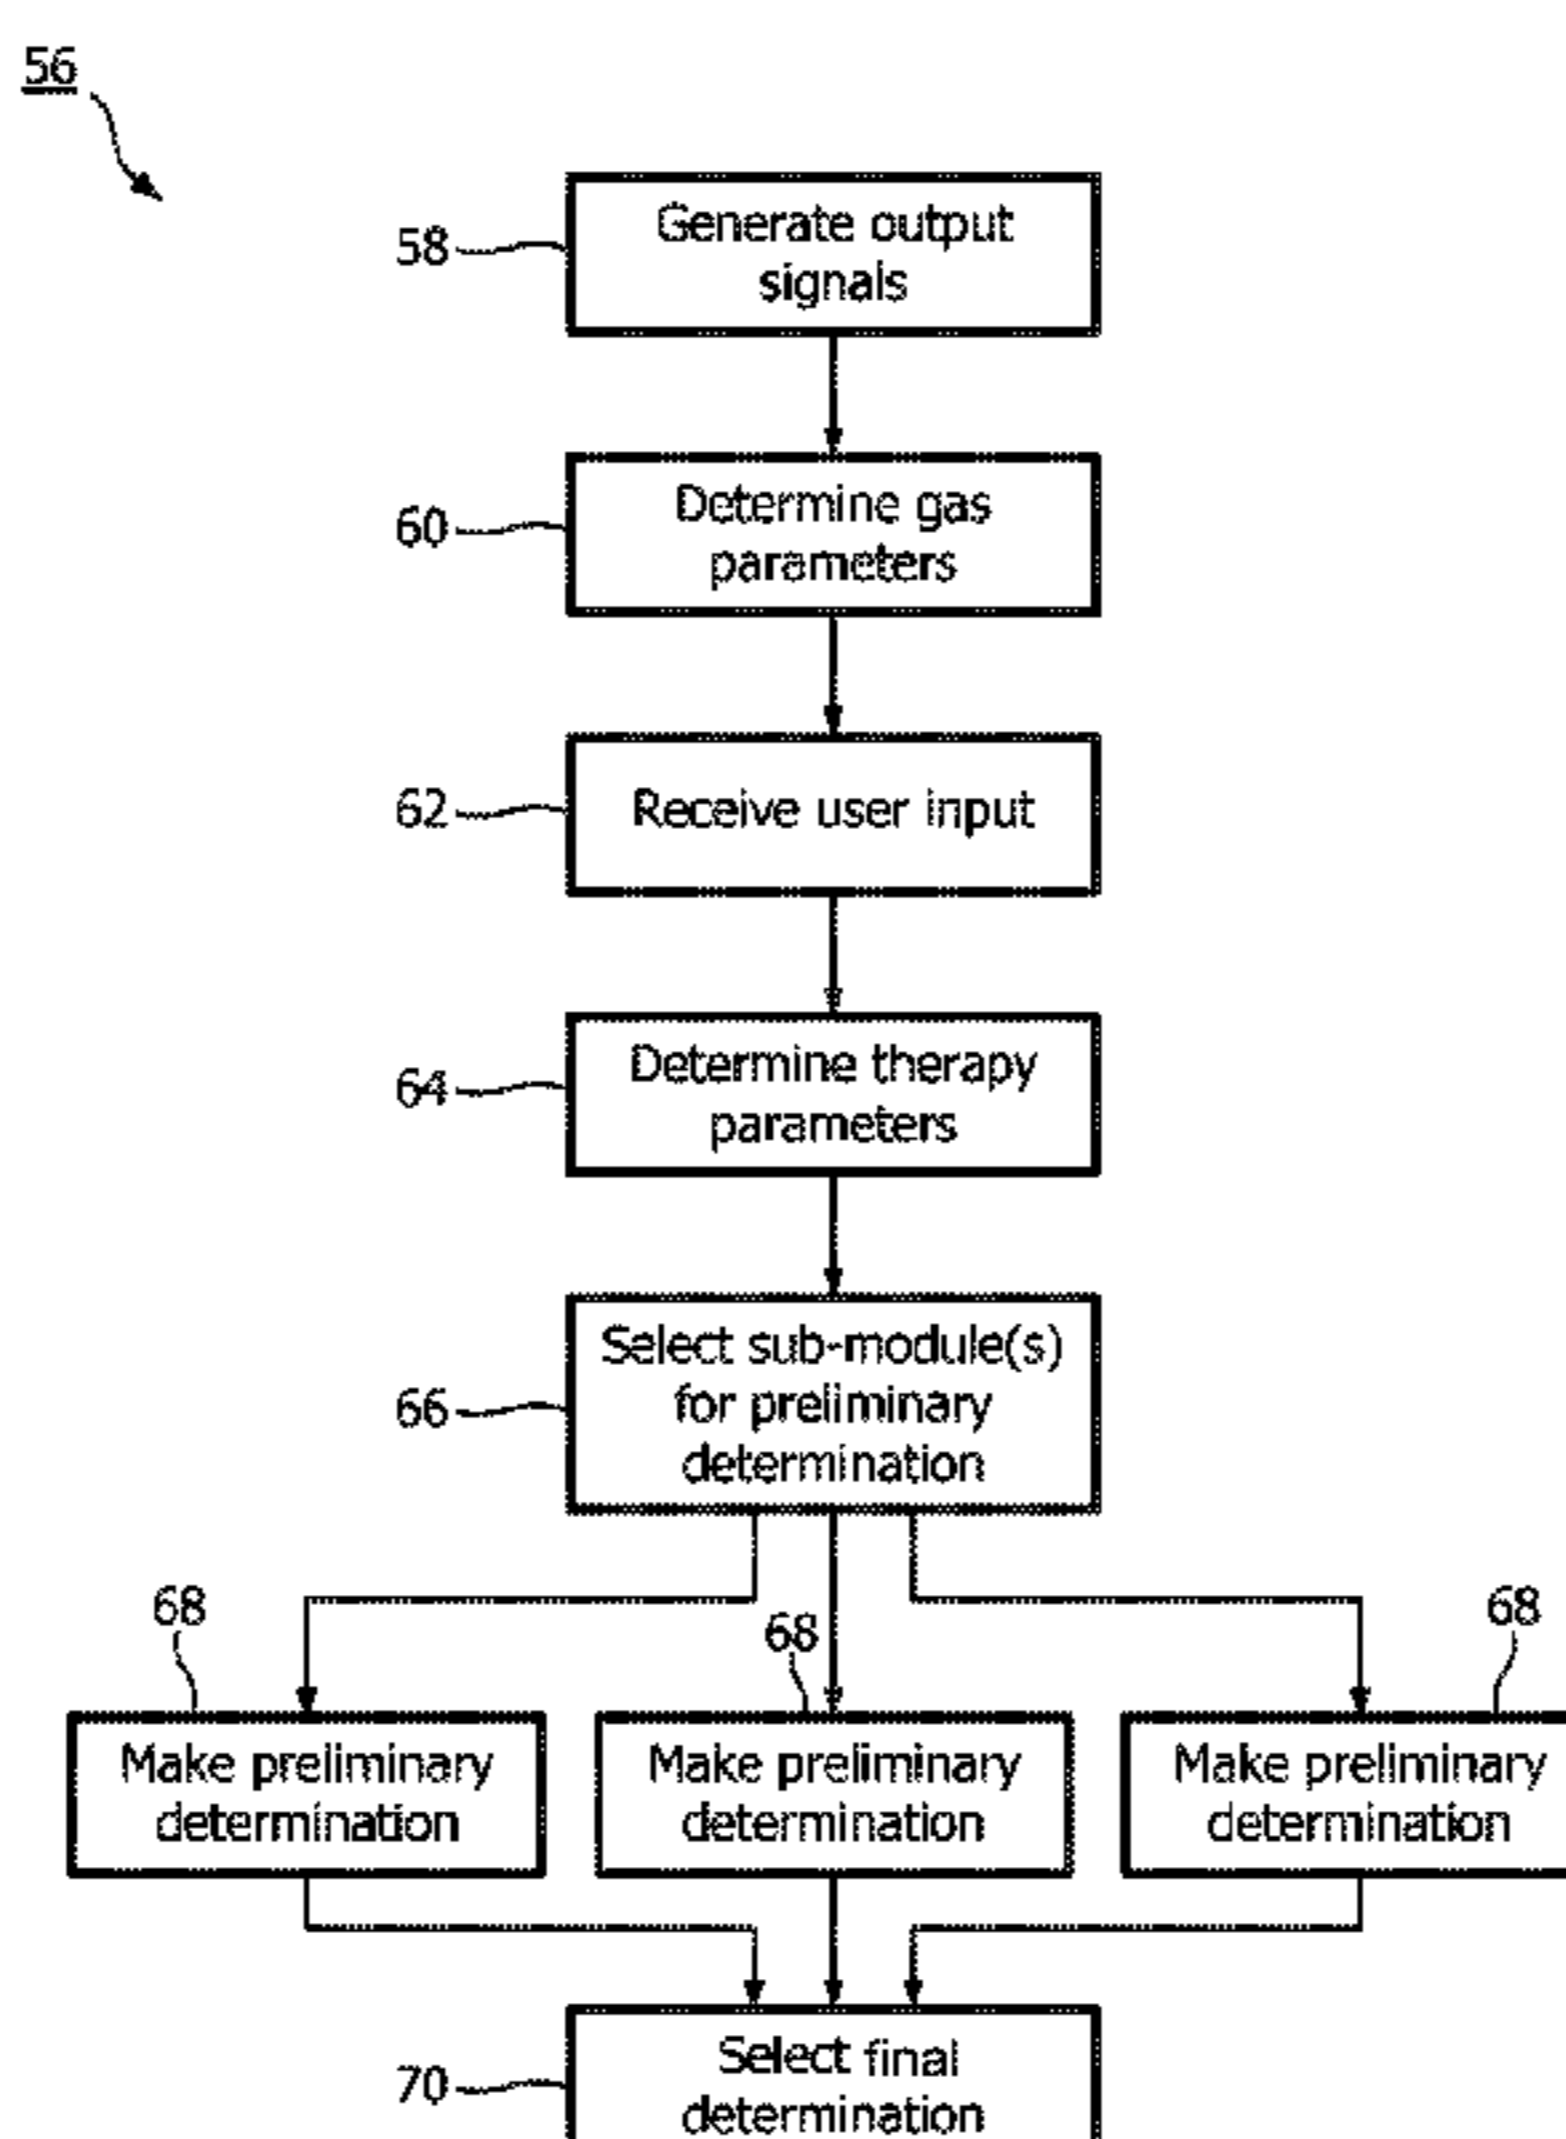 56
58
Generate output
signals
60
Determine gas
parameters
62
Receive user input
64
Determine therapy
parameters
66
Select sub-module(s)
for preliminary
determination
68
68
68
Make preliminary
determination
Make preliminary
determination
Make preliminary
determination
70
Select final
determination